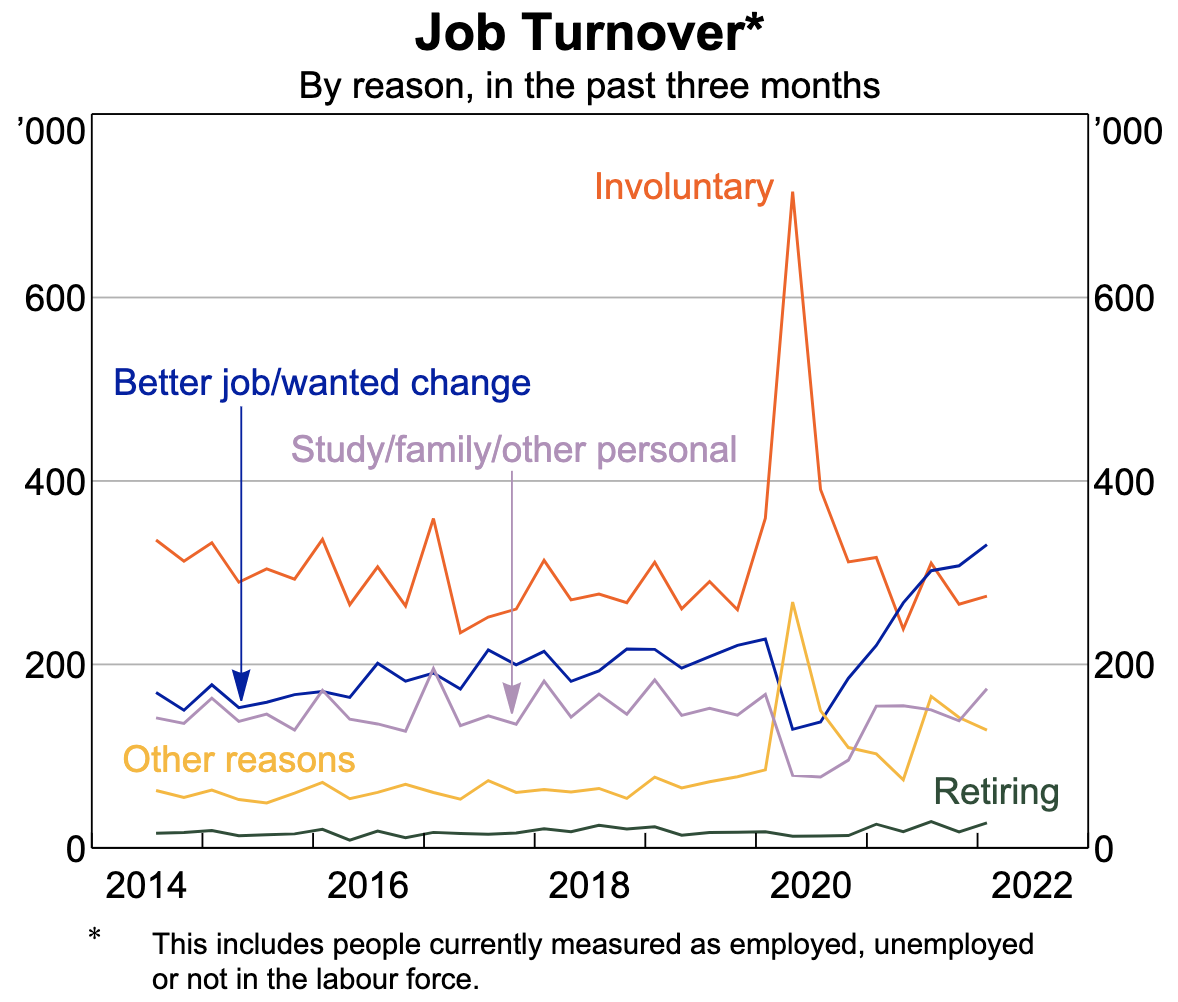 Job Turnover*
By reason, in the past three months
’000 ’000
Involuntary
600 600
Better job/wanted change
Study/family/other personal
400 400
200 200
Other reasons
Retiring
0 0
2014 2016 2018 2020 2022
* This includes people currently measured as employed, unemployed
or not in the labour force.